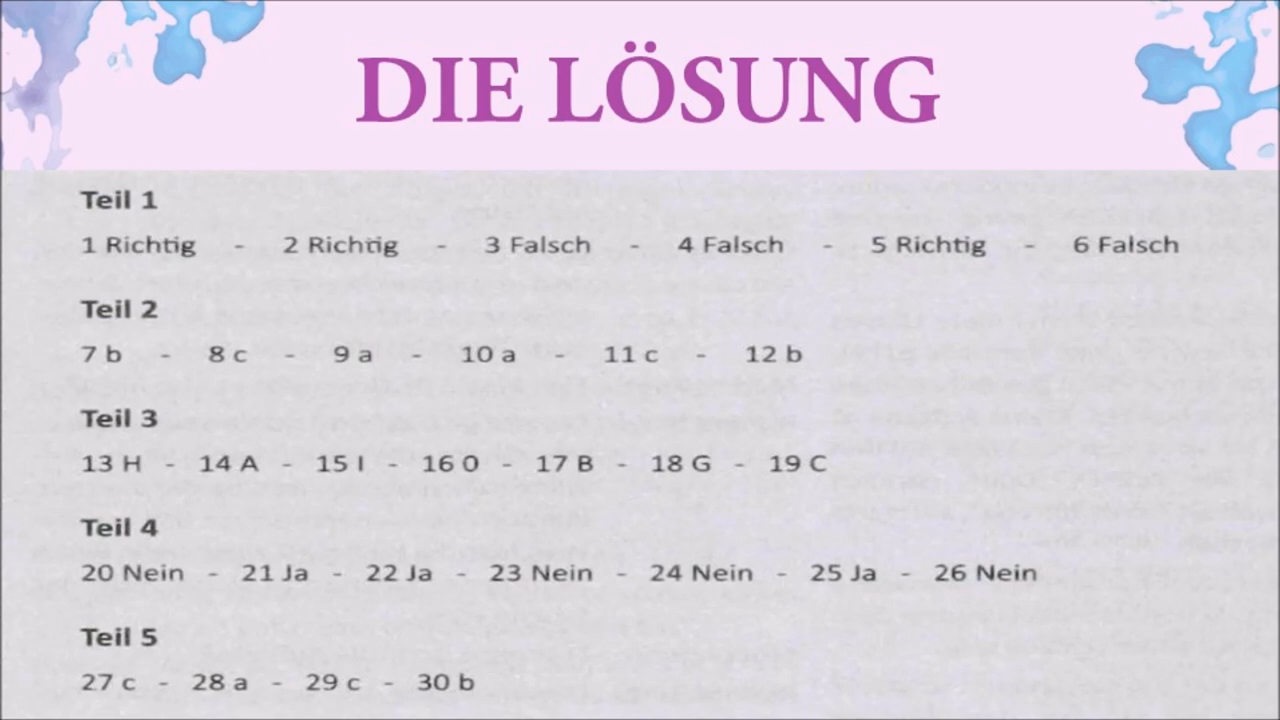 DIE LÖSUNG
Teil 1
1 Richtig - 2 Richtig - 3 Falsch - 4 Falsch - 5 Richtig 6 Falsch
Teil 2
7 b - 8 c - 9 a - 10 a - 11 c - 12 b
Teil 3
13 H - 14 A - 15 I - 16 0 - 17 B - 18 G - 19 C
Teil 4
20 Nein - 21 Ja - 22 Ja - 23 Nein - 24 Nein - 25 Ja - 26 Nein
Teil 5
27 c - 28 a - 29 c - 30 b